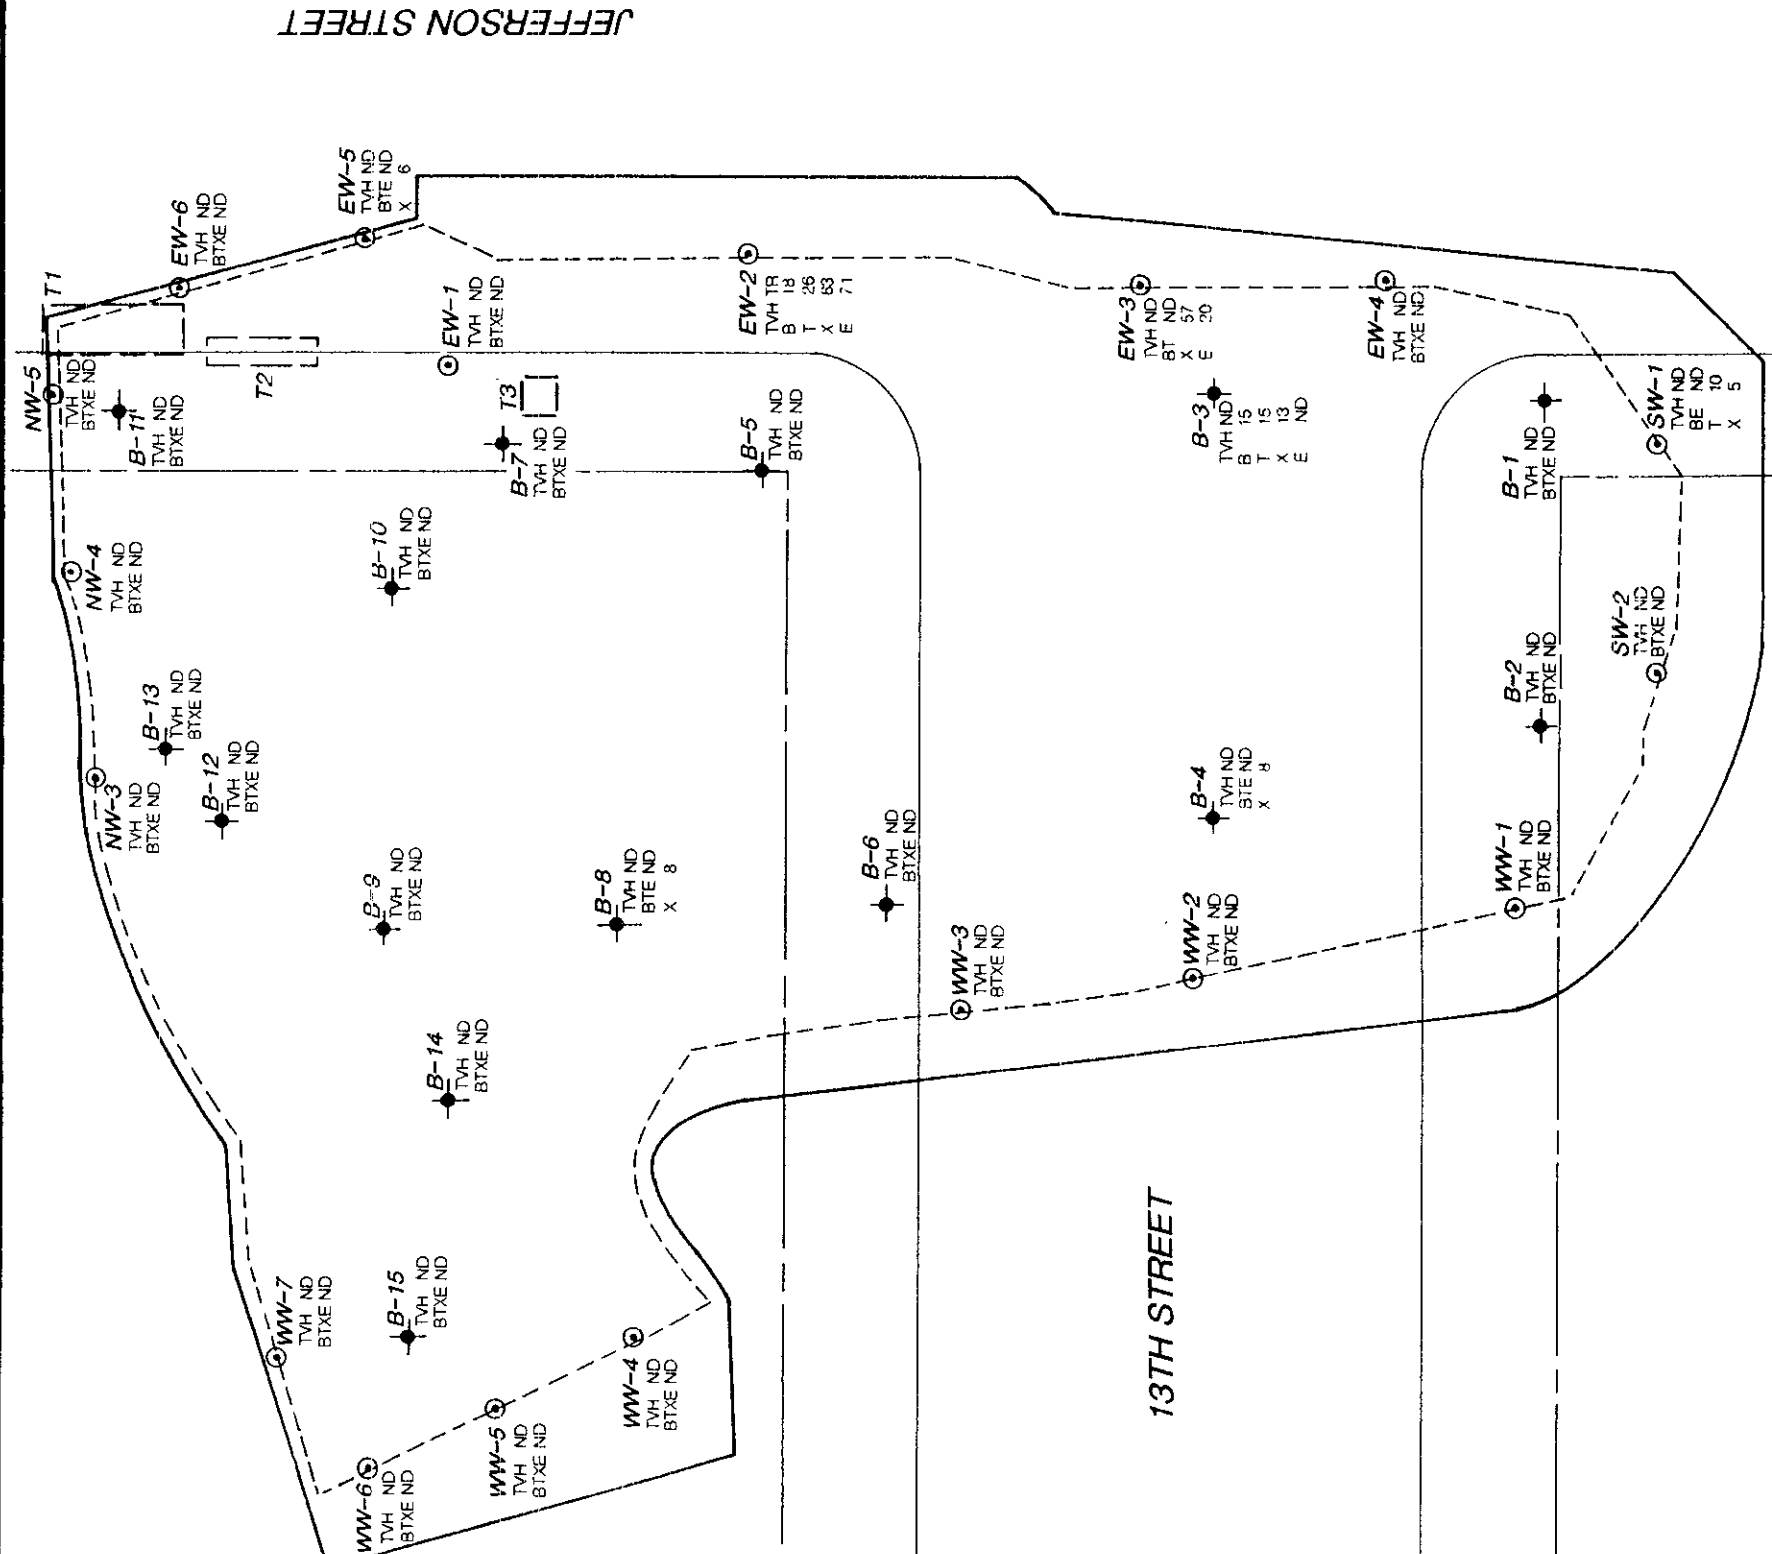 JEFFERSON STREET
T1
EW-6
TVH ND
BTXE ND
EW-5
TVH ND
BTE ND
X 6
NW-5
TVH ND
BTXE ND
B-11
TVH ND
BTXE ND
T2
EW-1
TVH ND
BTXE ND
T3
B-7
TVH ND
BTXE ND
EW-2
TVH TR
B 18
T 26
X 63
E 71
B-5
TVH ND
BTXE ND
EW-3
TVH ND
BT ND
X 57
E 20
EW-4
TVH ND
BTXE ND
B-3
TVH ND
B 15
T 15
X 13
E ND
B-1
TVH ND
BTXE ND
SW-1
TVH ND
BE ND
T 10
X 5
NW-4
TVH ND
BTXE ND
B-10
TVH ND
BTXE ND
B-13
TVH ND
BTXE ND
B-12
TVH ND
BTXE ND
NW-3
TVH ND
BTXE ND
B-9
TVH ND
BTXE ND
B-8
TVH ND
BTE ND
X 8
B-6
TVH ND
BTXE ND
B-4
TVH ND
BTE ND
X 8
B-2
TVH ND
BTXE ND
SW-2
TVH ND
BTXE ND
WW-1
TVH ND
BTXE ND
WW-2
TVH ND
BTXE ND
WW-3
TVH ND
BTXE ND
B-14
TVH ND
BTXE ND
B-15
TVH ND
BTXE ND
WW-7
TVH ND
BTXE ND
WW-4
TVH ND
BTXE ND
WW-5
TVH ND
BTXE ND
WW-6
TVH ND
BTXE ND
13TH STREET